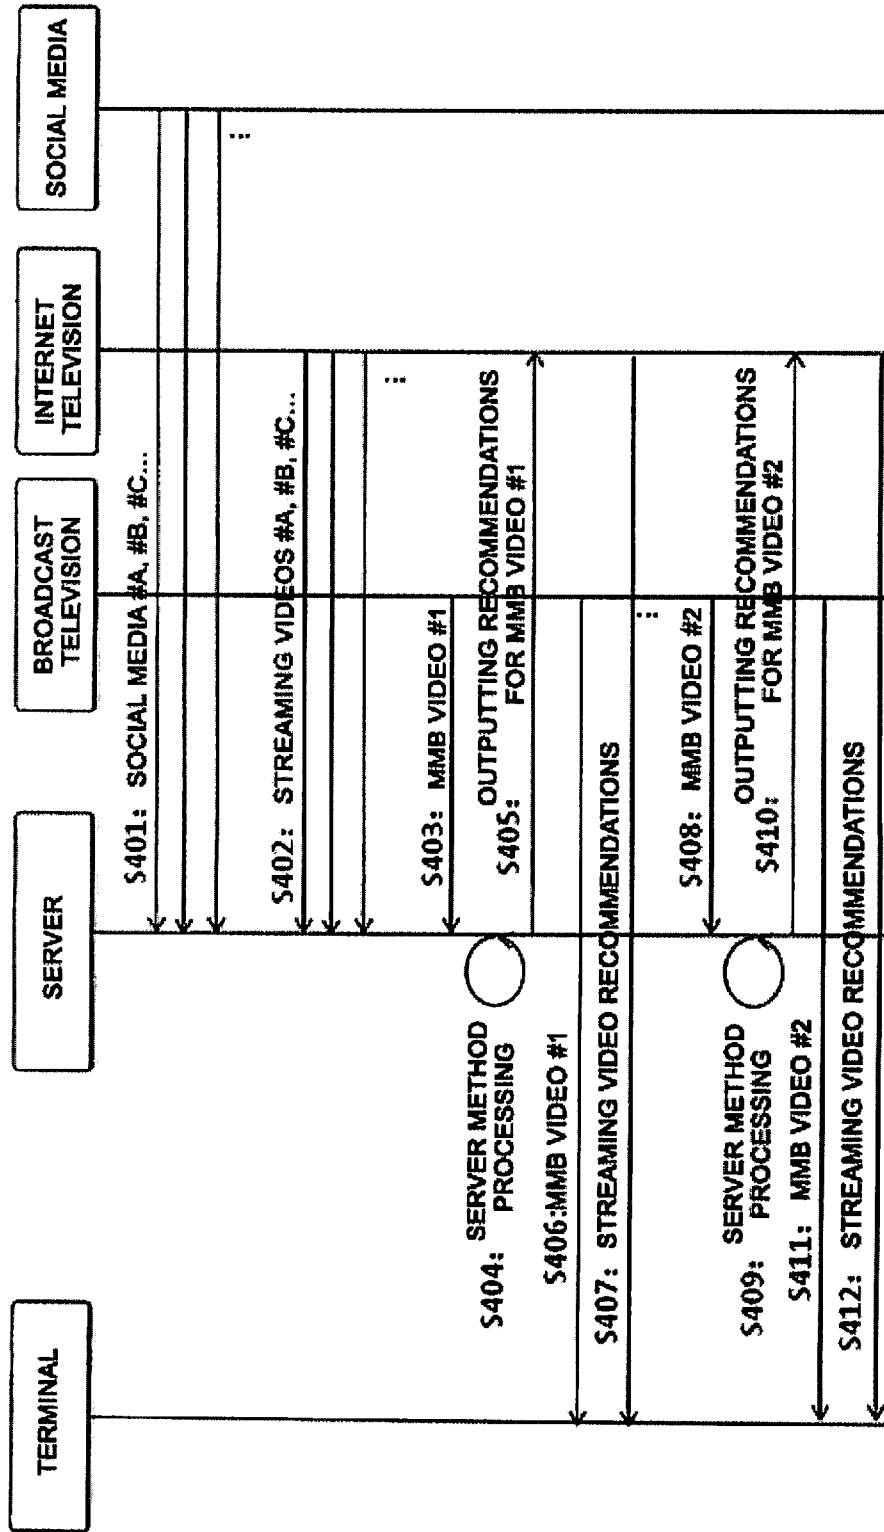 TERMINAL
SERVER
BROADCAST
TELEVISION
INTERNET
TELEVISION
SOCIAL MEDIA
S401: SOCIAL MEDIA #A, #B, #C...
...
S402: STREAMING VIDEOS #A, #B, #C...
...
S403: MMB VIDEO #1
S404: SERVER METHOD
PROCESSING
S405: OUTPUTTING RECOMMENDATIONS
FOR MMB VIDEO #1
S406:MMB VIDEO #1
S407: STREAMING VIDEO RECOMMENDATIONS
...
S408: MMB VIDEO #2
S409: SERVER METHOD
PROCESSING
S410: OUTPUTTING RECOMMENDATIONS
FOR MMB VIDEO #2
S411: MMB VIDEO #2
S412: STREAMING VIDEO RECOMMENDATIONS